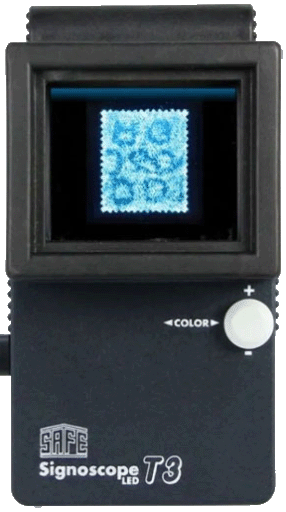 +
COLOR
-
SAFE
Signoscope T3
LED